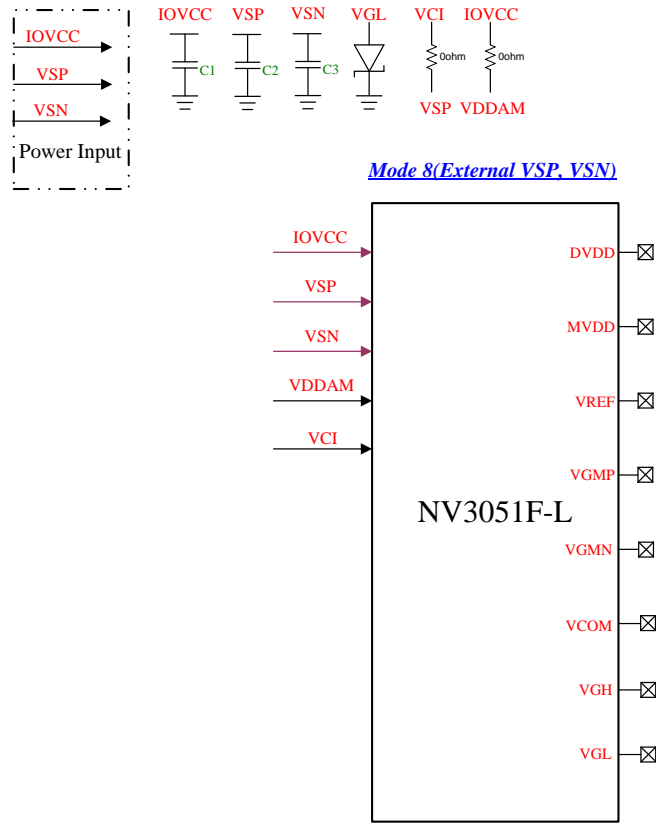 IOVCC VSP VSN VGL VCI IOVCC
IOVCC
VSP
VSN
Power Input
C1 C2 C3 0ohm 0ohm
VSP VDDAM
Mode 8(External VSP, VSN)
IOVCC
VSP
VSN
VDDAM
VCI
NV3051F-L
DVDD
MVDD
VREF
VGMP
VGMN
VCOM
VGH
VGL